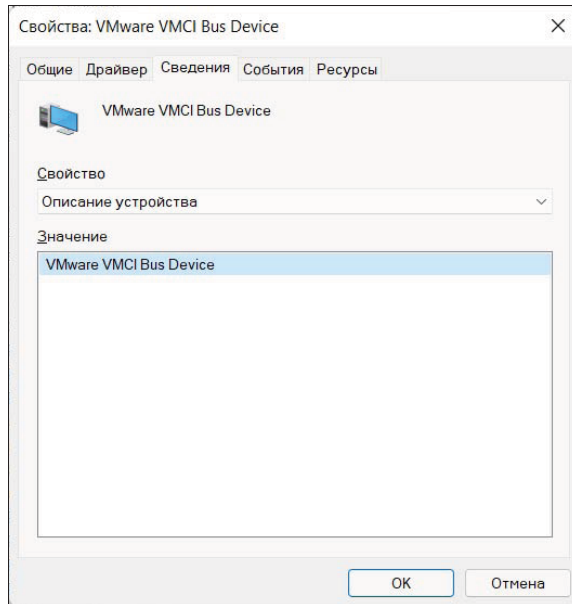 Свойства: VMware VMCI Bus Device
Общие Драйвер Сведения События Ресурсы
VMware VMCI Bus Device
Свойство
Описание устройства
Значение
VMware VMCI Bus Device
OK Отмена